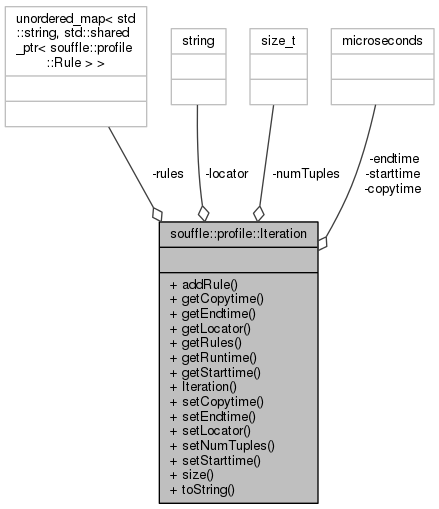 unordered_map< std
::string, std::shared
_ptr< souffle::profile
::Rule > >
string
size_t
microseconds
-rules
-locator
-numTuples
-endtime
-starttime
-copytime
souffle::profile::Iteration
+ addRule()
+ getCopytime()
+ getEndtime()
+ getLocator()
+ getRules()
+ getRuntime()
+ getStarttime()
+ Iteration()
+ setCopytime()
+ setEndtime()
+ setLocator()
+ setNumTuples()
+ setStarttime()
+ size()
+ toString()